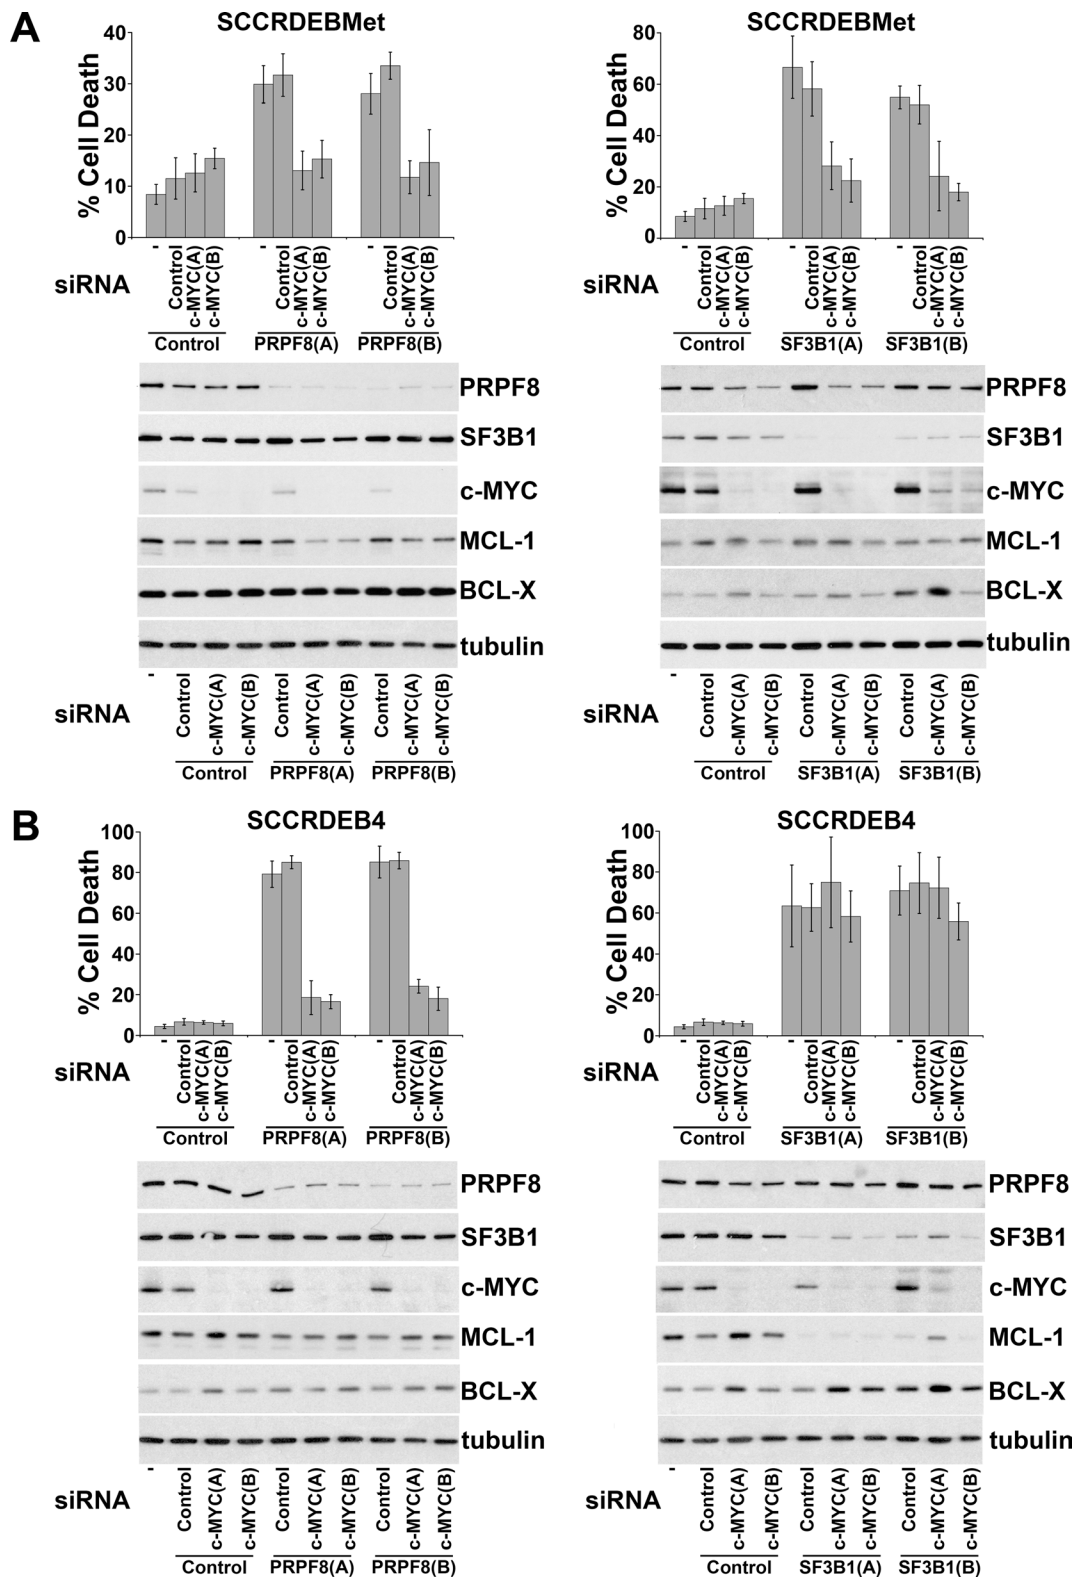 A
SCCRDEBMet
% Cell Death
40
30
20
10
0
siRNA
-
Control
c-MYC(A)
c-MYC(B)
-
Control
c-MYC(A)
c-MYC(B)
-
Control
c-MYC(A)
c-MYC(B)
Control
PRPF8(A)
PRPF8(B)
PRPF8
SF3B1
c-MYC
MCL-1
BCL-X
tubulin
siRNA
-
Control
c-MYC(A)
c-MYC(B)
Control
c-MYC(A)
c-MYC(B)
Control
c-MYC(A)
c-MYC(B)
Control
PRPF8(A)
PRPF8(B)
SCCRDEBMet
% Cell Death
80
60
40
20
0
siRNA
-
Control
c-MYC(A)
c-MYC(B)
-
Control
c-MYC(A)
c-MYC(B)
-
Control
c-MYC(A)
c-MYC(B)
Control
SF3B1(A)
SF3B1(B)
PRPF8
SF3B1
c-MYC
MCL-1
BCL-X
tubulin
siRNA
-
Control
c-MYC(A)
c-MYC(B)
Control
c-MYC(A)
c-MYC(B)
Control
c-MYC(A)
c-MYC(B)
Control
SF3B1(A)
SF3B1(B)
B
SCCRDEB4
% Cell Death
100
80
60
40
20
0
siRNA
-
Control
c-MYC(A)
c-MYC(B)
-
Control
c-MYC(A)
c-MYC(B)
-
Control
c-MYC(A)
c-MYC(B)
Control
PRPF8(A)
PRPF8(B)
PRPF8
SF3B1
c-MYC
MCL-1
BCL-X
tubulin
siRNA
-
Control
c-MYC(A)
c-MYC(B)
Control
c-MYC(A)
c-MYC(B)
Control
c-MYC(A)
c-MYC(B)
Control
PRPF8(A)
PRPF8(B)
SCCRDEB4
% Cell Death
100
80
60
40
20
0
siRNA
-
Control
c-MYC(A)
c-MYC(B)
-
Control
c-MYC(A)
c-MYC(B)
-
Control
c-MYC(A)
c-MYC(B)
Control
SF3B1(A)
SF3B1(B)
PRPF8
SF3B1
c-MYC
MCL-1
BCL-X
tubulin
siRNA
-
Control
c-MYC(A)
c-MYC(B)
Control
c-MYC(A)
c-MYC(B)
Control
c-MYC(A)
c-MYC(B)
Control
SF3B1(A)
SF3B1(B)